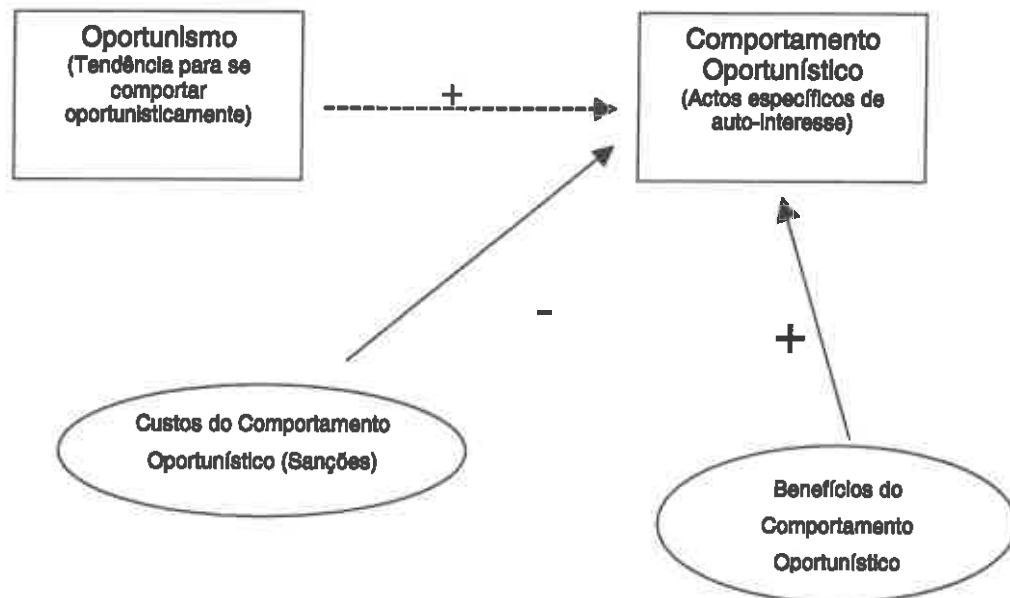 Oportunismo
(Tendência para se
comportar
oportunisticamente)
+
Comportamento
Oportunístico
(Actos específicos de
auto-interesse)
-
+
Custos do Comportamento
Oportunístico (Sanções)
Benefícios do
Comportamento
Oportunístico